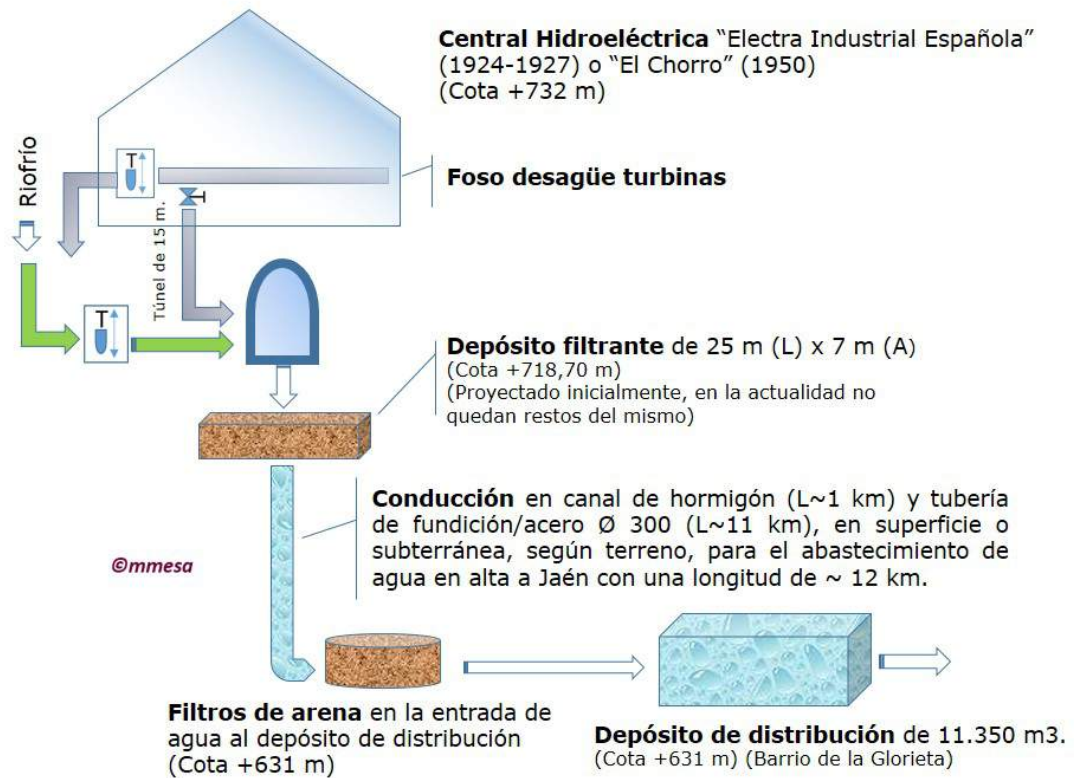 Central Hidroeléctrica “Electra Industrial Española”
(1924-1927) o “El Chorro” (1950)
(Cota +732 m)
Riofrío
T
Foso desagüe turbinas
Túnel de 15 m.
T
Depósito filtrante de 25 m (L) x 7 m (A)
(Cota +718,70 m)
(Proyectado inicialmente, en la actualidad no
quedan restos del mismo)
Conducción en canal de hormigón (L~1 km) y tubería
de fundición/acero Ø 300 (L~11 km), en superficie o
subterránea, según terreno, para el abastecimiento de
agua en alta a Jaén con una longitud de ~ 12 km.
©mmesa
Filtros de arena en la entrada de
agua al depósito de distribución
(Cota +631 m)
Depósito de distribución de 11.350 m3.
(Cota +631 m) (Barrio de la Glorieta)